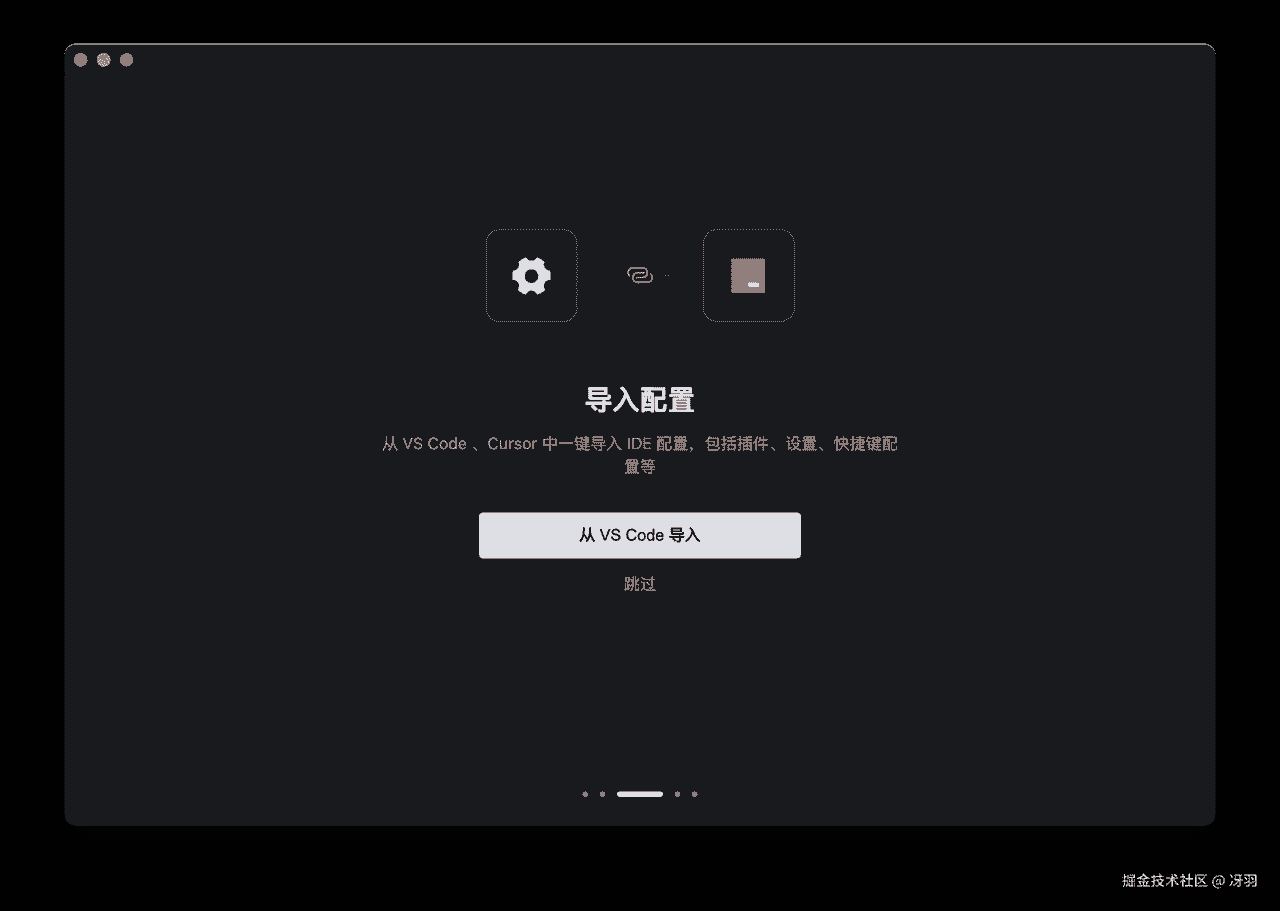 导入配置
从 VS Code 、Cursor 中一键导入 IDE 配置，包括插件、设置、快捷键配
置等
从 VS Code 导入
跳过
掘金技术社区 @ 冴羽